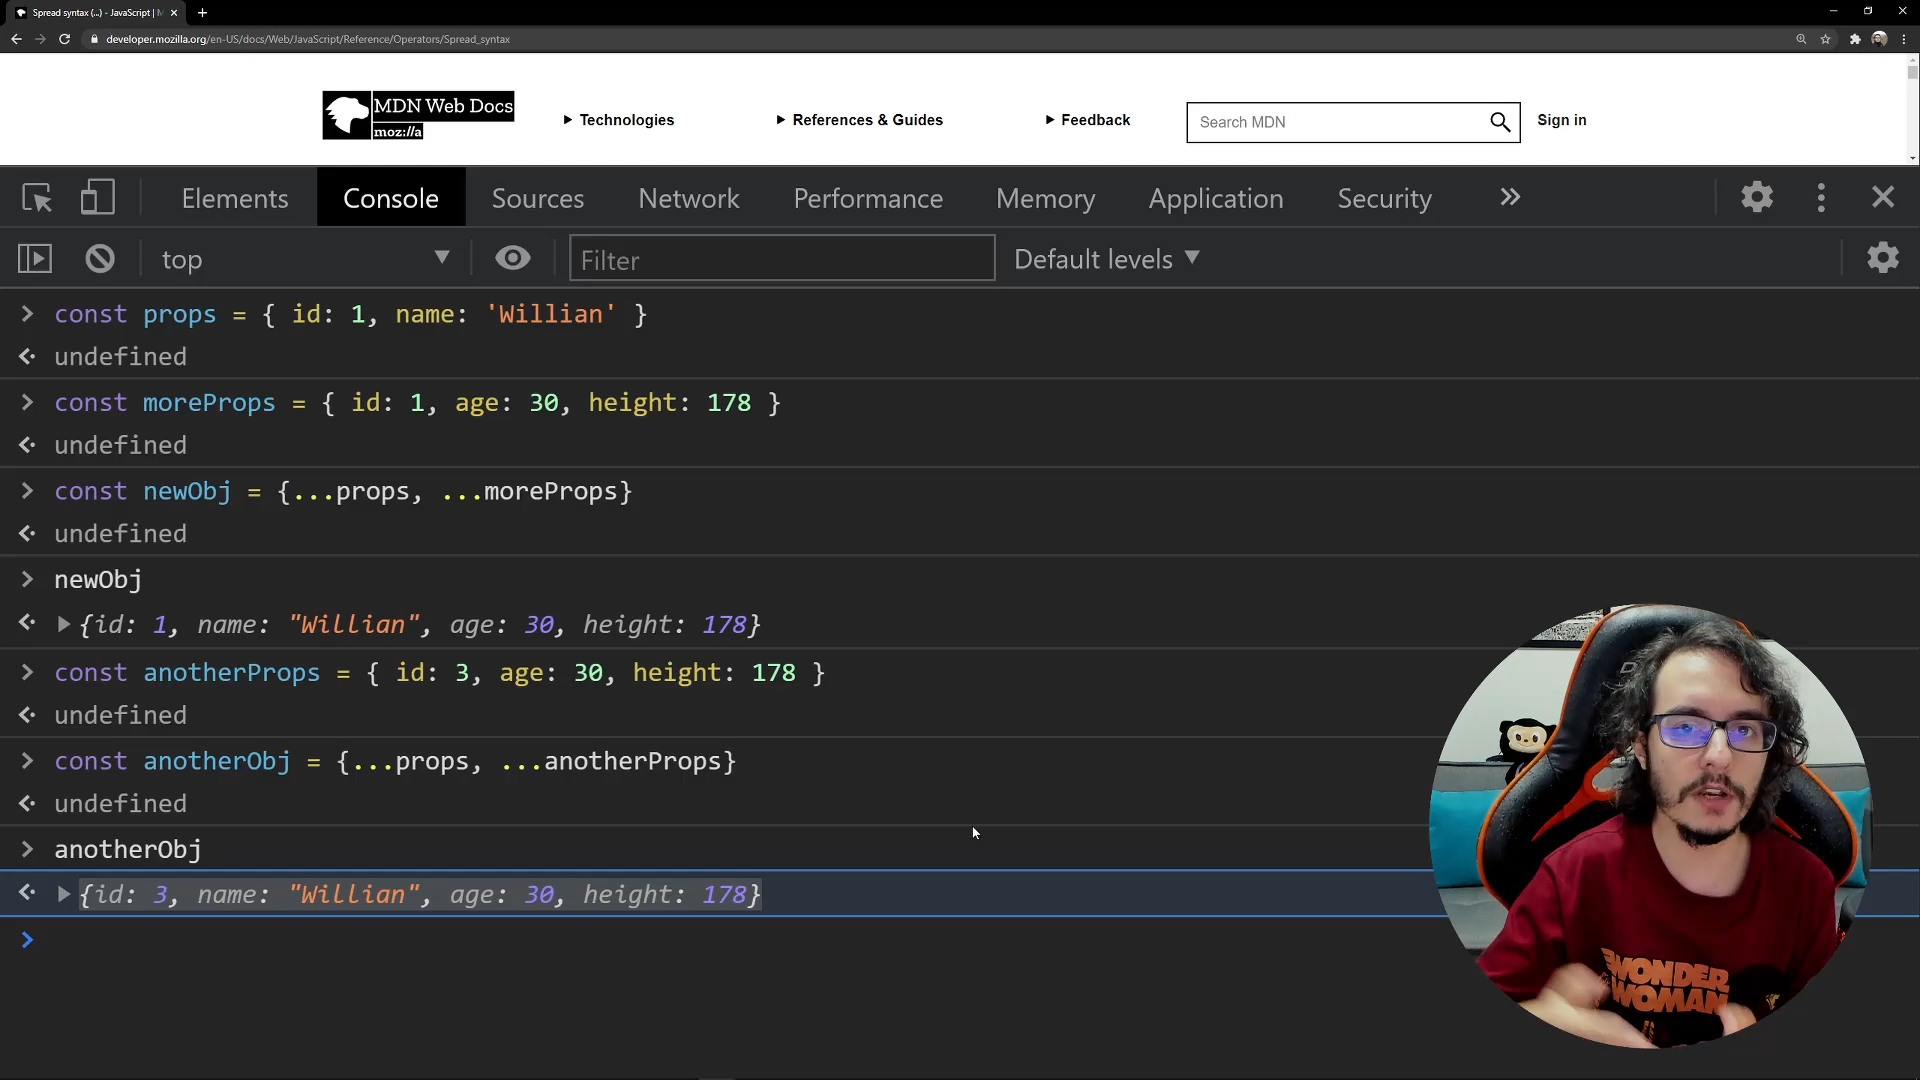 Spread syntax (...) - JavaScript | M
developer.mozilla.org/en-US/docs/Web/JavaScript/Reference/Operators/Spread_syntax
MDN Web Docs
moz://a
Technologies
References & Guides
Feedback
Search MDN
Sign in
Elements
Console
Sources
Network
Performance
Memory
Application
Security
top
Filter
Default levels
const props = { id: 1, name: 'Willian' }
undefined
const moreProps = { id: 1, age: 30, height: 178 }
undefined
const newObj = {...props, ...moreProps}
undefined
newObj
{id: 1, name: "Willian", age: 30, height: 178}
const anotherProps = { id: 3, age: 30, height: 178 }
undefined
const anotherObj = {...props, ...anotherProps}
undefined
anotherObj
{id: 3, name: "Willian", age: 30, height: 178}
WONDER
WOMAN